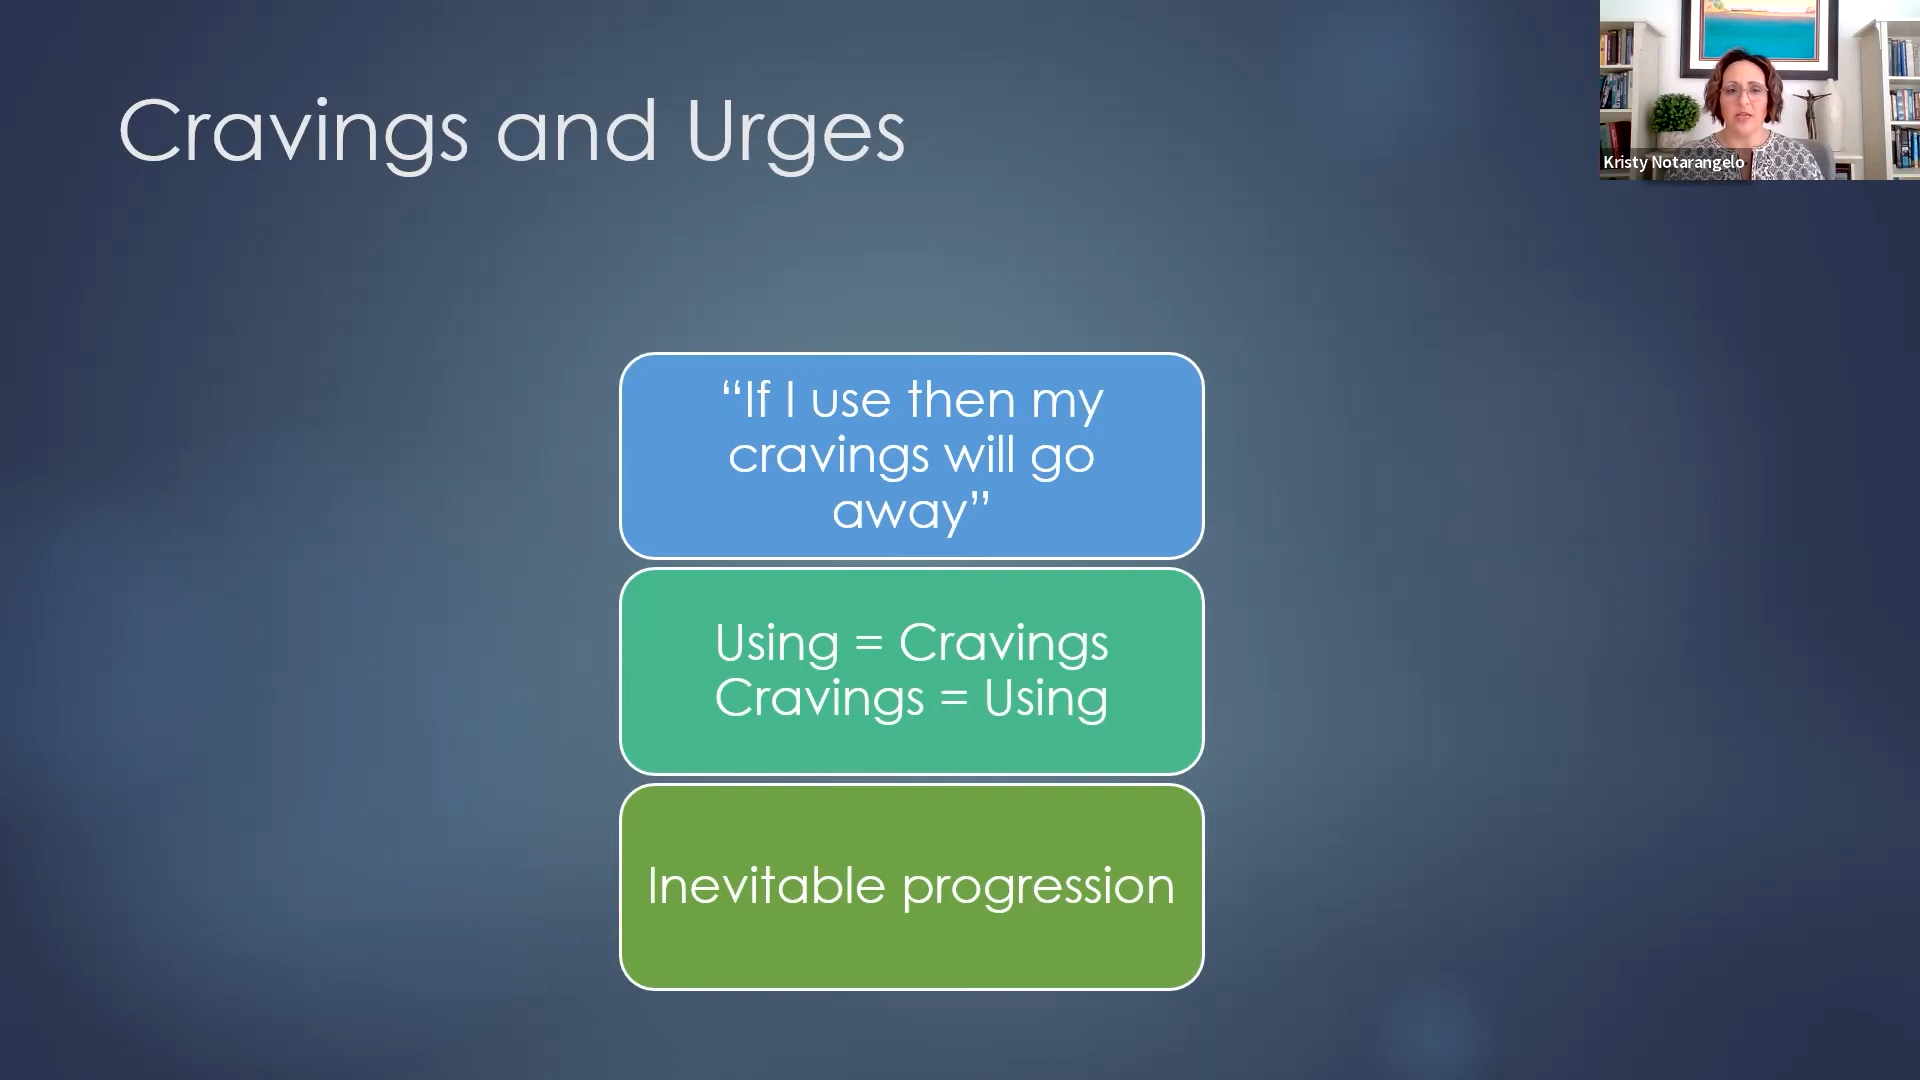 Cravings and Urges
Kristy Notarangelo
“If I use then my
cravings will go
away”
Using = Cravings
Cravings = Using
Inevitable progression